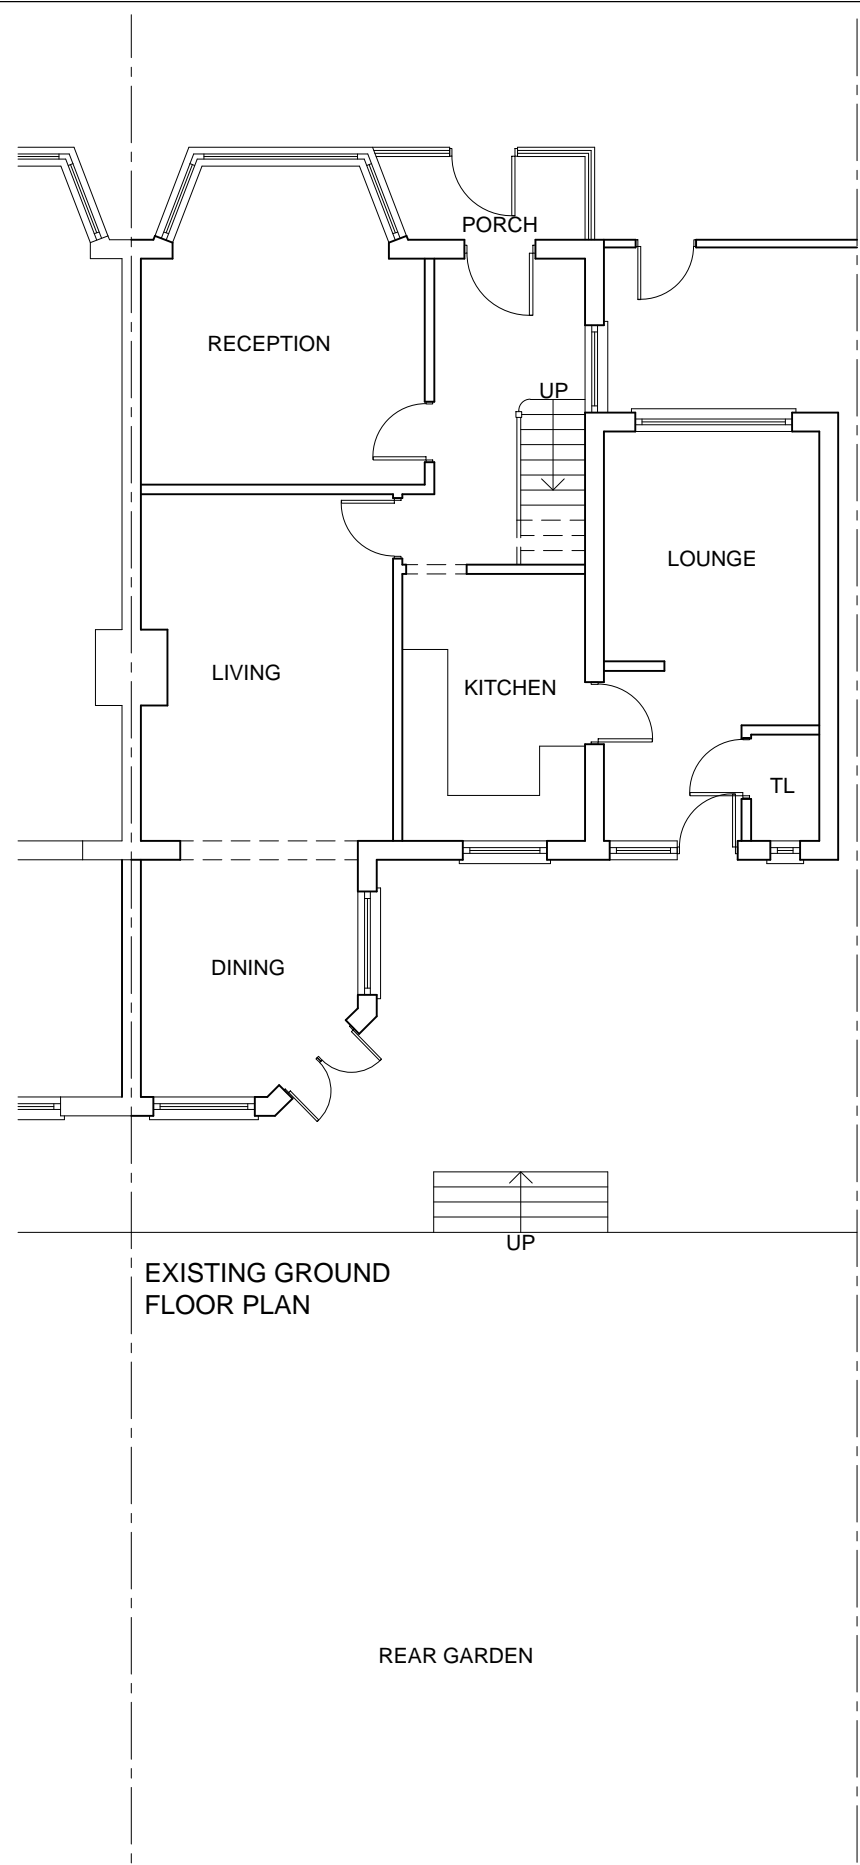 PORCH
RECEPTION
UP
LOUNGE
LIVING
KITCHEN
TL
DINING
UP
EXISTING GROUND
FLOOR PLAN
REAR GARDEN